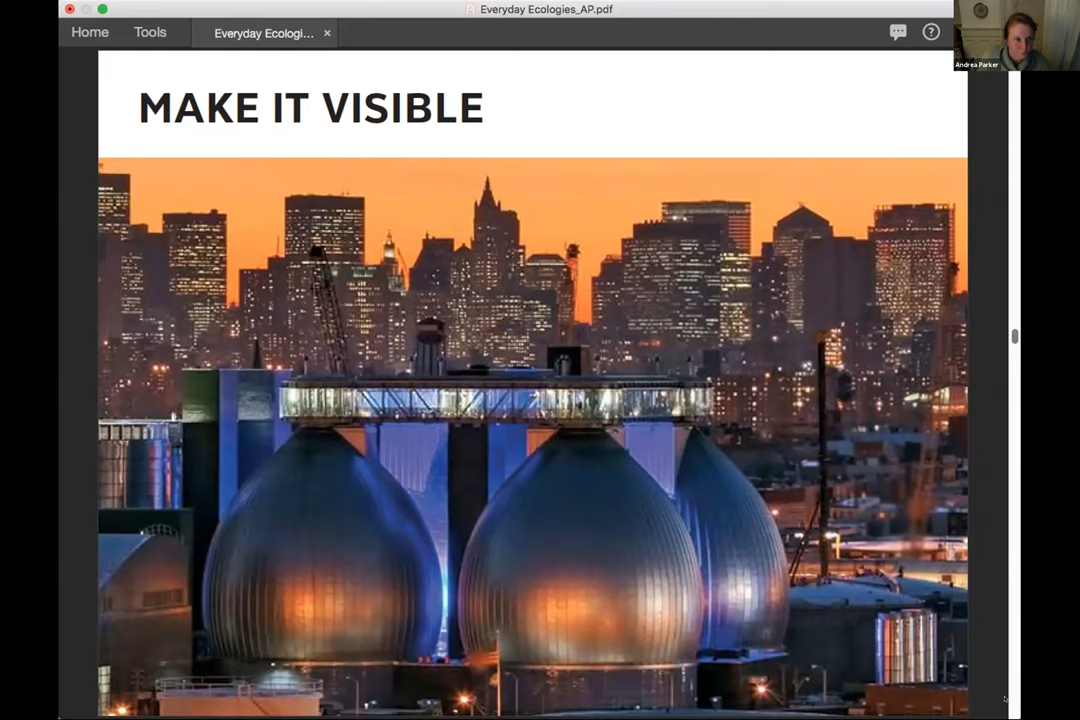 Everyday Ecologies_AP.pdf
Home
Tools
Everyday Ecologi...
×
?
Andrea Parker
MAKE IT VISIBLE